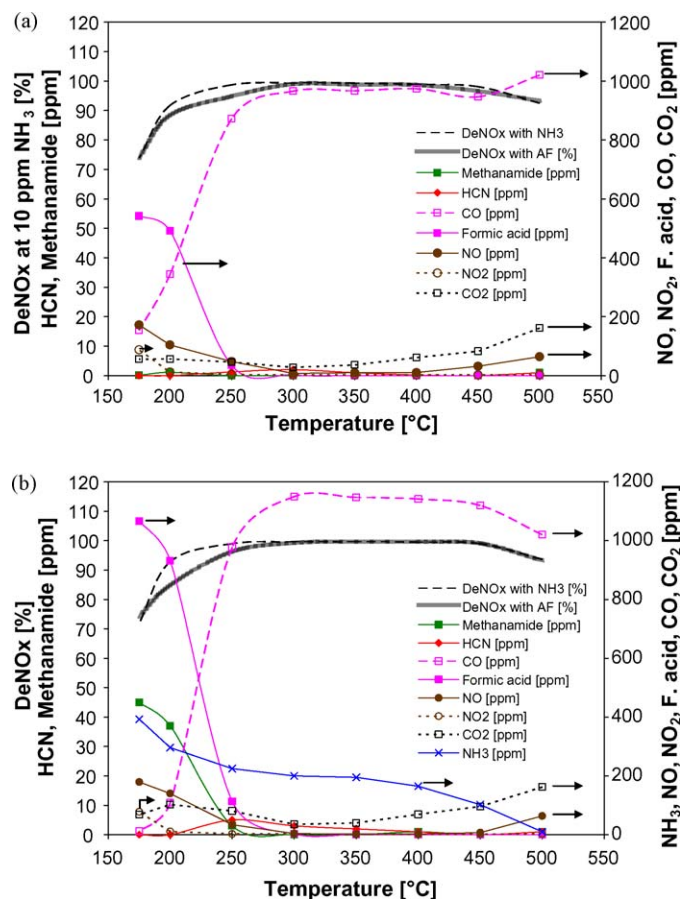 (a)
120
110
100
90
80
70
60
50
40
30
20
10
0
1200
1000
800
600
400
200
0
DeNOx at 10 ppm NH3 [%]
HCN, Methanamide [ppm]
NO, NO2, F. acid, CO, CO2 [ppm]
DeNOx with NH3
DeNOx with AF [%]
Methanamide [ppm]
HCN [ppm]
CO [ppm]
Formic acid [ppm]
NO [ppm]
NO2 [ppm]
CO2 [ppm]
150 200 250 300 350 400 450 500 550
Temperature [°C]
(b)
120
110
100
90
80
70
60
50
40
30
20
10
0
1200
1000
800
600
400
200
0
DeNOx [%]
HCN, Methanamide [ppm]
NH3, NO, NO2, F. acid, CO, CO2 [ppm]
DeNOx with NH3 [%]
DeNOx with AF [%]
Methanamide [ppm]
HCN [ppm]
CO [ppm]
Formic acid [ppm]
NO [ppm]
NO2 [ppm]
CO2 [ppm]
NH3 [ppm]
150 200 250 300 350 400 450 500 550
Temperature [°C]